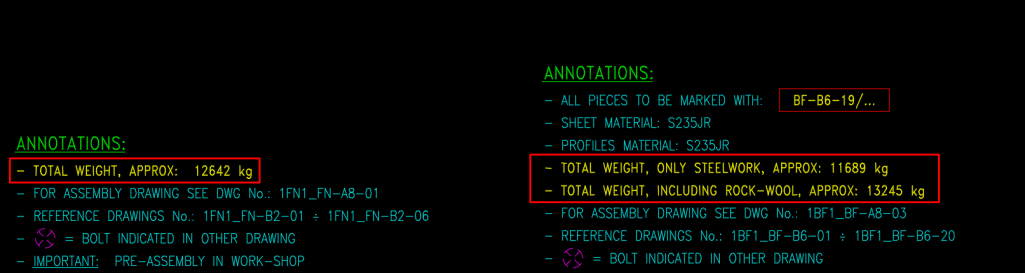 ANNOTATIONS:
- TOTAL WEIGHT, APPROX: 12642 kg
- FOR ASSEMBLY DRAWING SEE DWG No.: 1FN1_FN-A8-01
- REFERENCE DRAWINGS No.: 1FN1_FN-B2-01 ÷ 1FN1_FN-B2-06
- = BOLT INDICATED IN OTHER DRAWING
- IMPORTANT: PRE-ASSEMBLY IN WORK-SHOP
ANNOTATIONS:
- ALL PIECES TO BE MARKED WITH: BF-B6-19/...
- SHEET MATERIAL: S235JR
- PROFILES MATERIAL: S235JR
- TOTAL WEIGHT, ONLY STEELWORK, APPROX: 11689 kg
- TOTAL WEIGHT, INCLUDING ROCK-WOOL, APPROX: 13245 kg
- FOR ASSEMBLY DRAWING SEE DWG No.: 1BF1_BF-A8-03
- REFERENCE DRAWINGS No.: 1BF1_BF-B6-01 ÷ 1BF1_BF-B6-20
- = BOLT INDICATED IN OTHER DRAWING